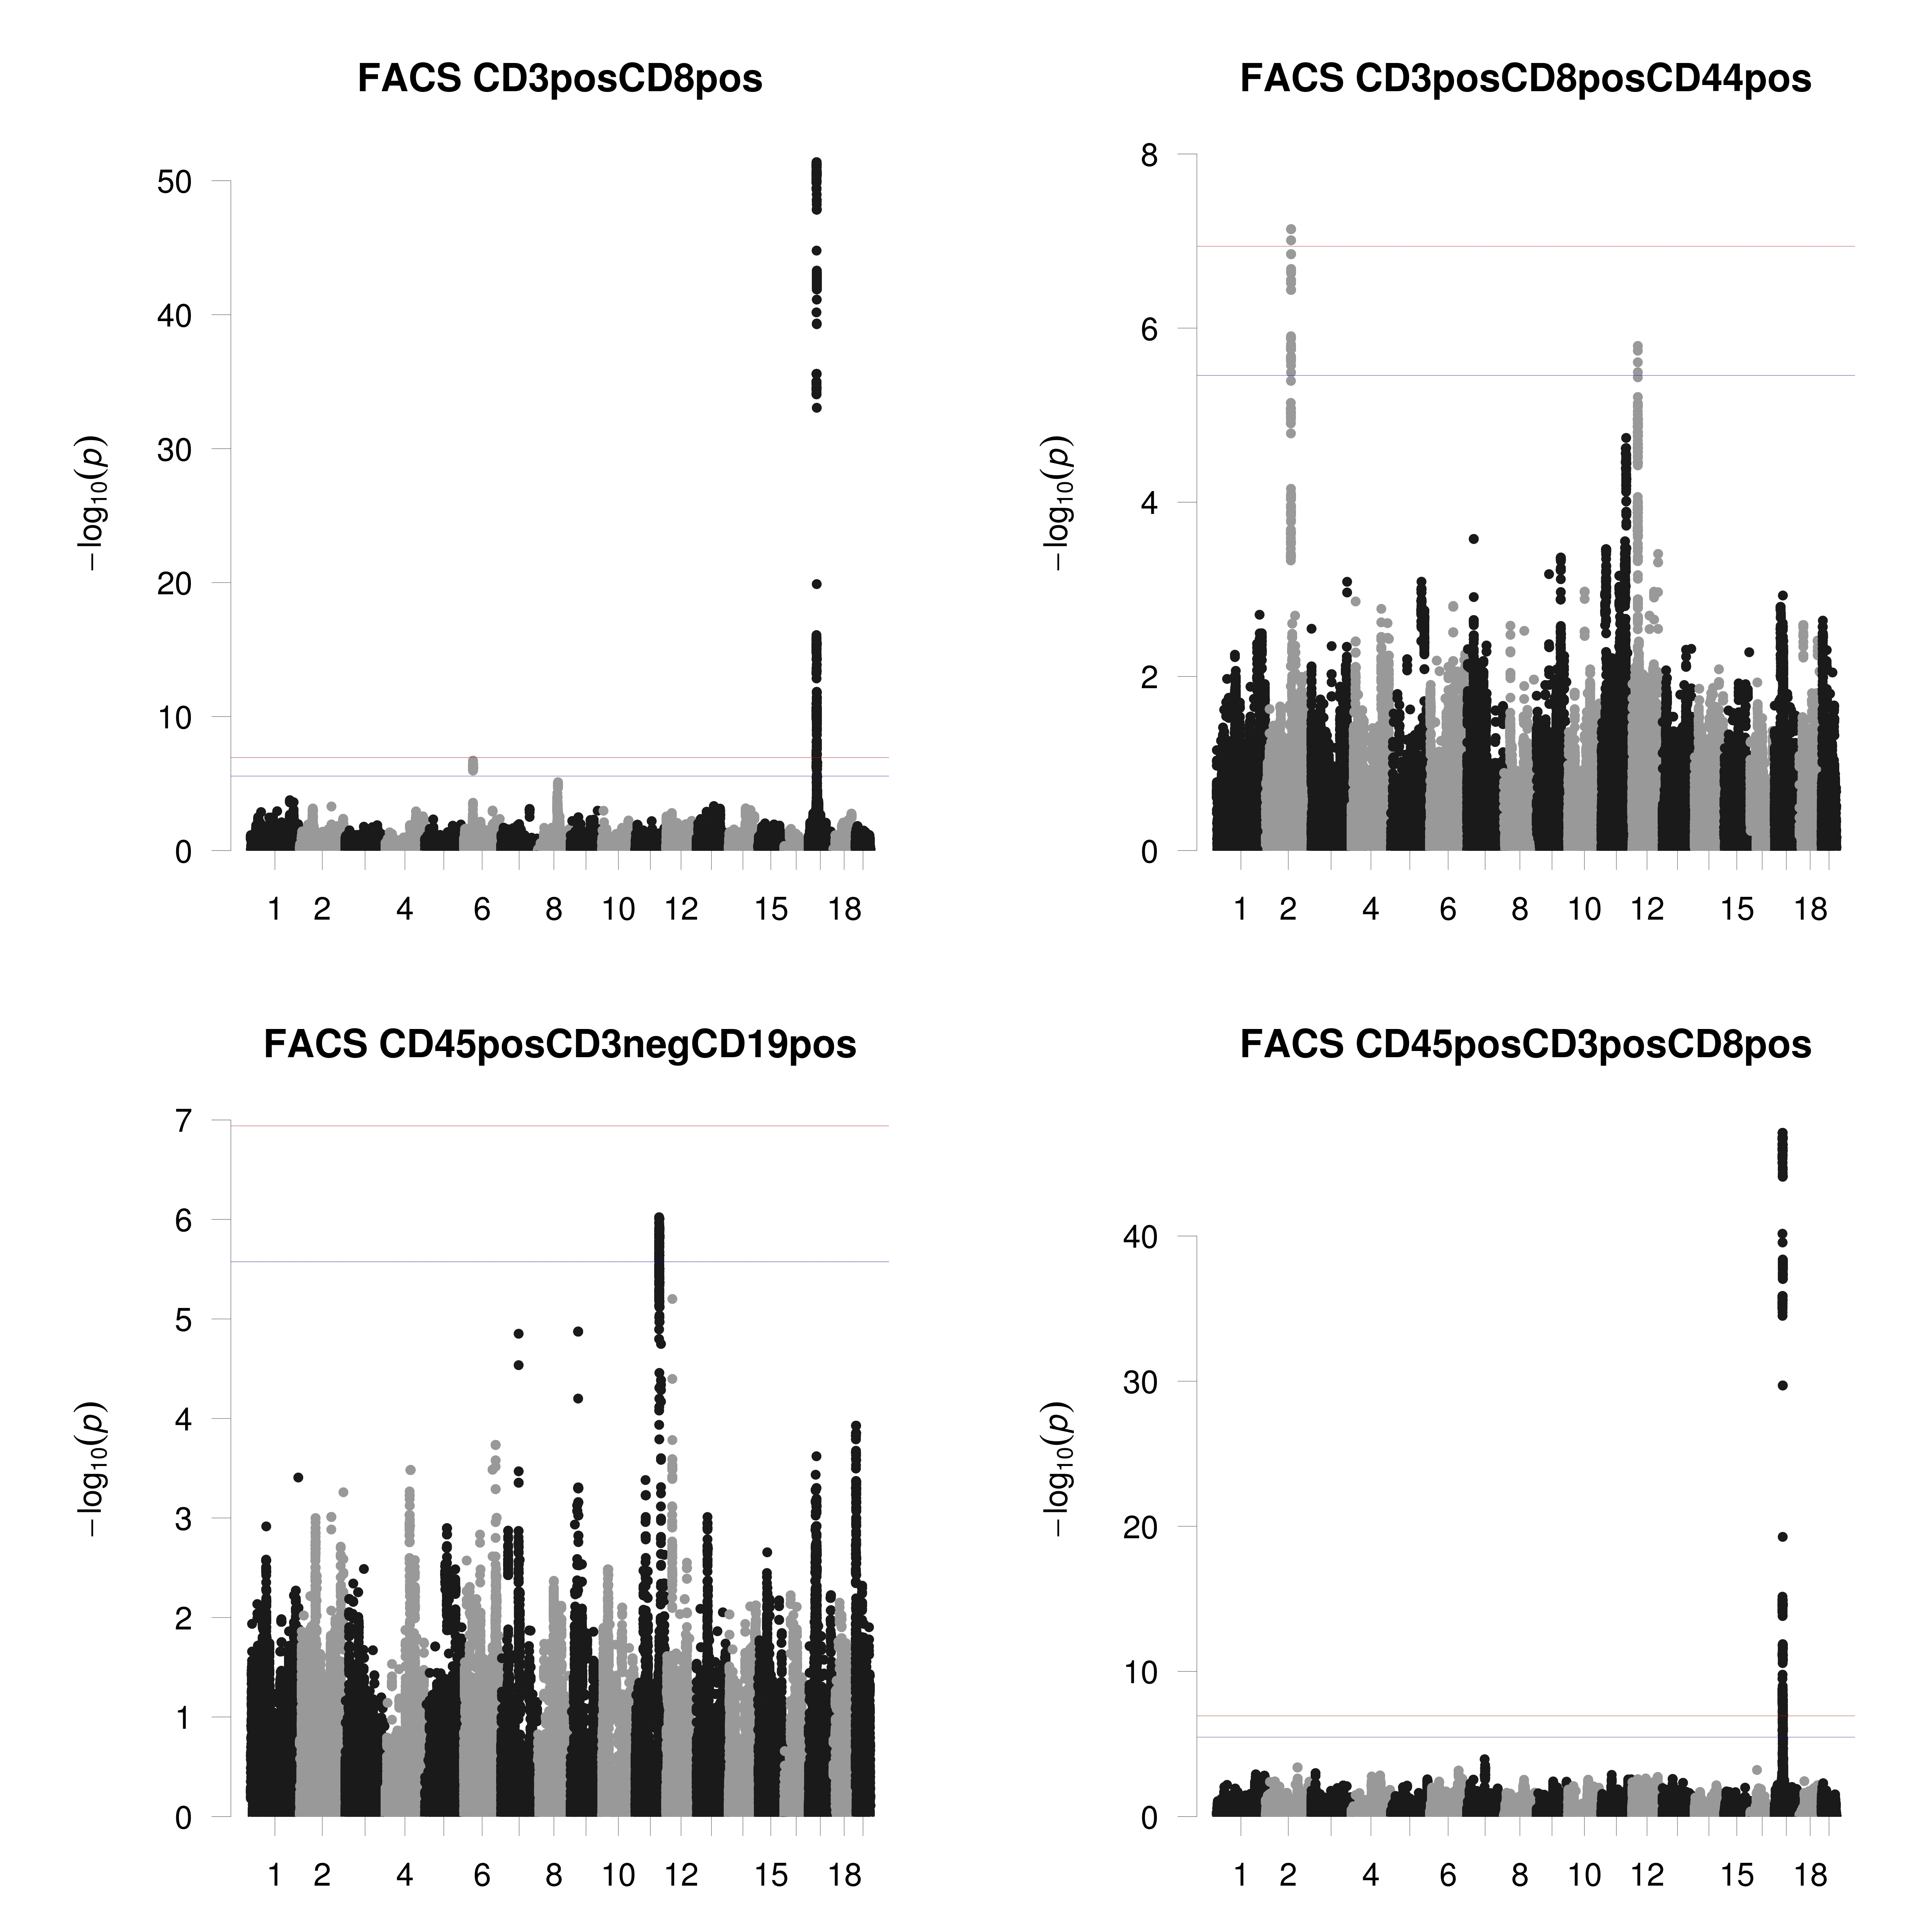 FACS CD3posCD8pos
−log10(p)
50
40
30
20
10
0
1 2 4 6 8 10 12 15 18
FACS CD3posCD8posCD44pos
−log10(p)
8
6
4
2
0
1 2 4 6 8 10 12 15 18
FACS CD45posCD3negCD19pos
−log10(p)
7
6
5
4
3
2
1
0
1 2 4 6 8 10 12 15 18
FACS CD45posCD3posCD8pos
−log10(p)
40
30
20
10
0
1 2 4 6 8 10 12 15 18